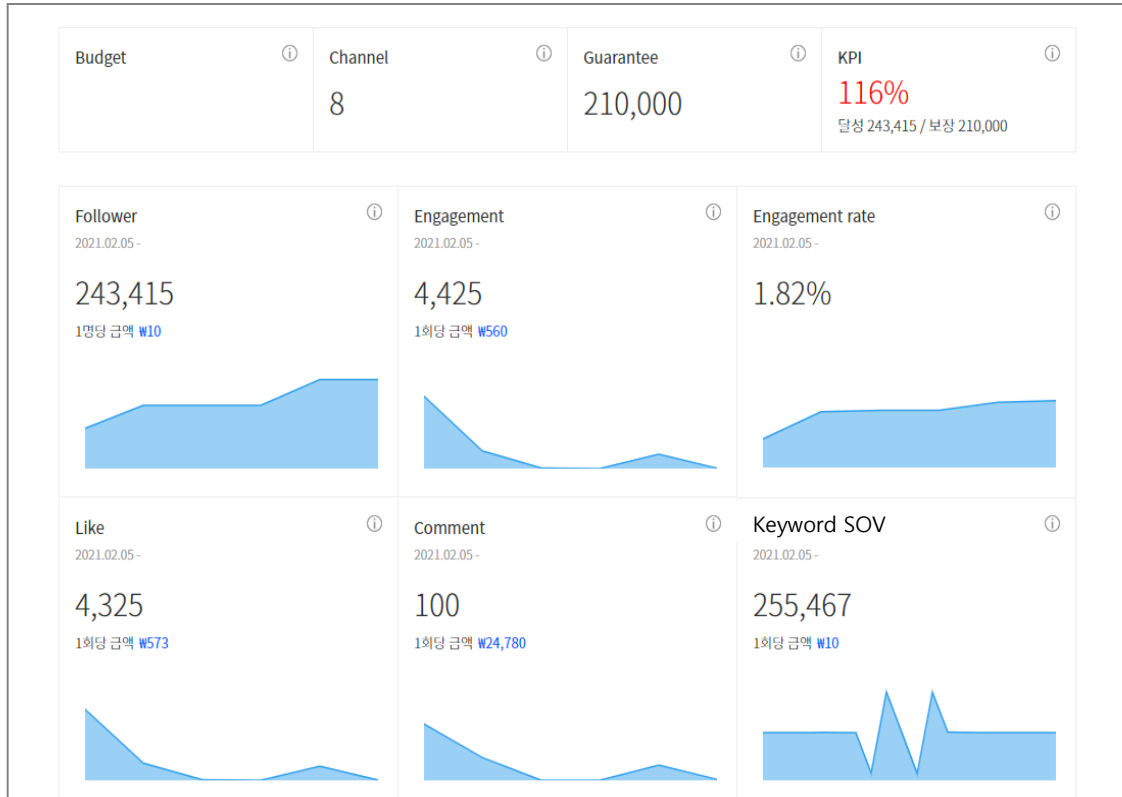 Budget
Channel
8
Guarantee
210,000
KPI
116%
달성 243,415 / 보장 210,000
Follower
2021.02.05 -
243,415
1명당 금액 ₩10
Engagement
2021.02.05 -
4,425
1회당 금액 ₩560
Engagement rate
2021.02.05 -
1.82%
Like
2021.02.05 -
4,325
1회당 금액 ₩573
Comment
2021.02.05 -
100
1회당 금액 ₩24,780
Keyword SOV
2021.02.05 -
255,467
1회당 금액 ₩10